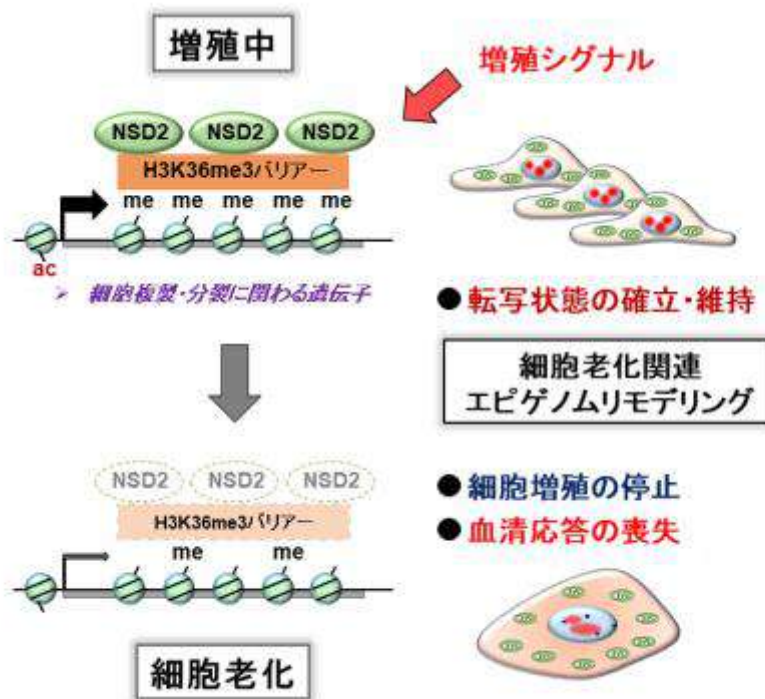 増殖中
増殖シグナル
NSD2 NSD2 NSD2
H3K36me3バリアー
me me me me me
ac
➢ 細胞複製・分裂に関わる遺伝子
● 転写状態の確立・維持
細胞老化関連
エピゲノムリモデリング
NSD2 NSD2 NSD2
H3K36me3バリアー
me me
● 細胞増殖の停止
● 血清応答の喪失
細胞老化